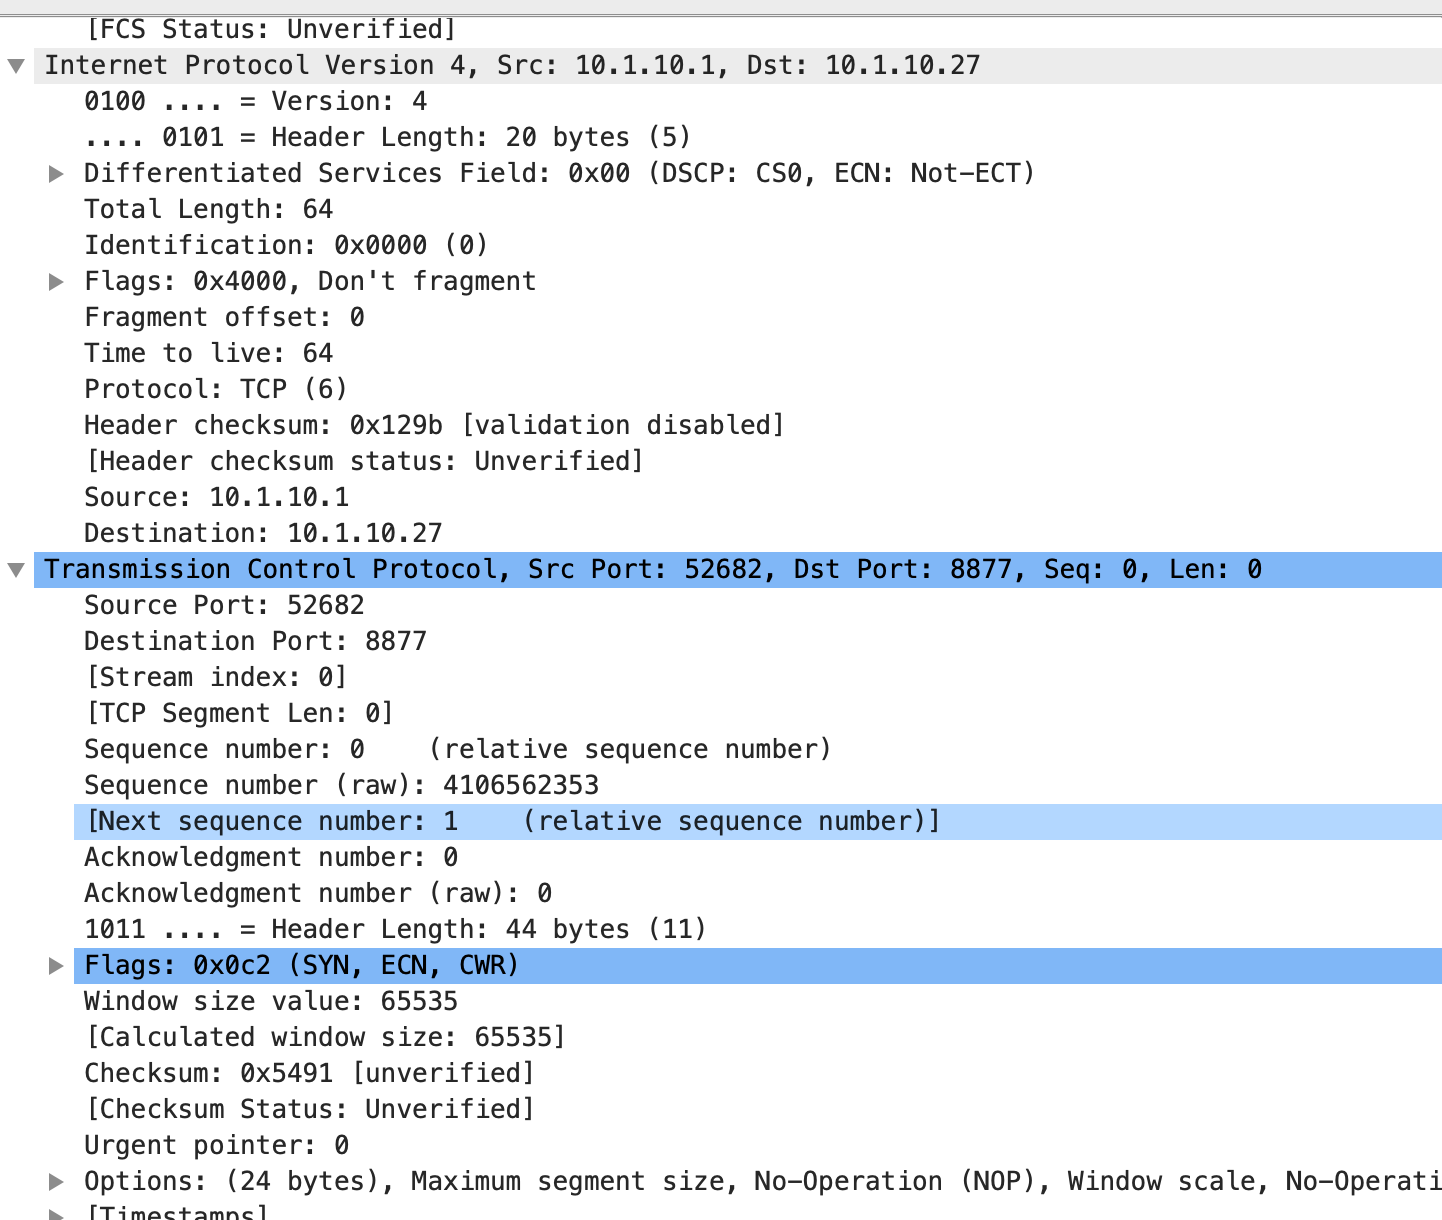 [FCS Status: Unverified]
Internet Protocol Version 4, Src: 10.1.10.1, Dst: 10.1.10.27
0100 .... = Version: 4
.... 0101 = Header Length: 20 bytes (5)
Differentiated Services Field: 0x00 (DSCP: CS0, ECN: Not-ECT)
Total Length: 64
Identification: 0x0000 (0)
Flags: 0x4000, Don't fragment
Fragment offset: 0
Time to live: 64
Protocol: TCP (6)
Header checksum: 0x129b [validation disabled]
[Header checksum status: Unverified]
Source: 10.1.10.1
Destination: 10.1.10.27
Transmission Control Protocol, Src Port: 52682, Dst Port: 8877, Seq: 0, Len: 0
Source Port: 52682
Destination Port: 8877
[Stream index: 0]
[TCP Segment Len: 0]
Sequence number: 0    (relative sequence number)
Sequence number (raw): 4106562353
[Next sequence number: 1    (relative sequence number)]
Acknowledgment number: 0
Acknowledgment number (raw): 0
1011 .... = Header Length: 44 bytes (11)
Flags: 0x0c2 (SYN, ECN, CWR)
Window size value: 65535
[Calculated window size: 65535]
Checksum: 0x5491 [unverified]
[Checksum Status: Unverified]
Urgent pointer: 0
Options: (24 bytes), Maximum segment size, No-Operation (NOP), Window scale, No-Operati
[Timestamps]